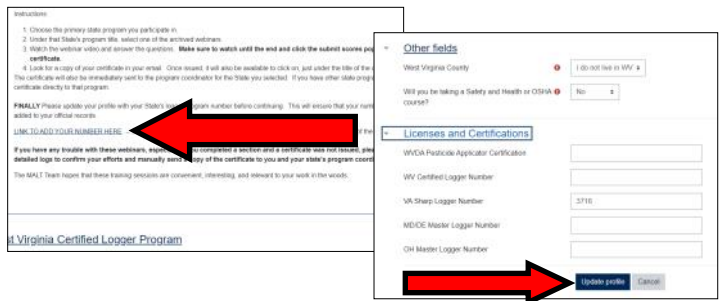 Instructions:
1. Choose the primary state program you participate in.
2. Under that State's program title, select one of the archived webinars.
3. Watch the webinar video and answer the questions. Make sure to watch until the end and click the submit scores pop
certificate.
4. Look for a copy of your certificate in your email. Once issued, it will also be available to click on, just under the title of the
The certificate will also be immediately sent to the program coordinator for the State you selected. If you have other state prog
certificate directly to that program.
FINALLY Please update your profile with your State's log program number before continuing. This will ensure that your num
added to your official records.
LINK TO ADD YOUR NUMBER HERE of the
If you have any trouble with these webinars, espe you completed a section and a certificate was not issued, plea
detailed logs to confirm your efforts and manually send copy of the certificate to you and your state's program coordi
The MALT Team hopes that these training sessions are convenient, interesting, and relevant to your work in the woods.
st Virginia Certified Logger Program
Other fields
West Virginia County I do not live in WV
Will you be taking a Safety and Health or OSHA No
course?
Licenses and Certifications
WVDA Pesticide Applicator Certification
WV Certified Logger Number
VA Sharp Logger Number 3716
MD/DE Master Logger Number
OH Master Logger Number
Update profile Cancel